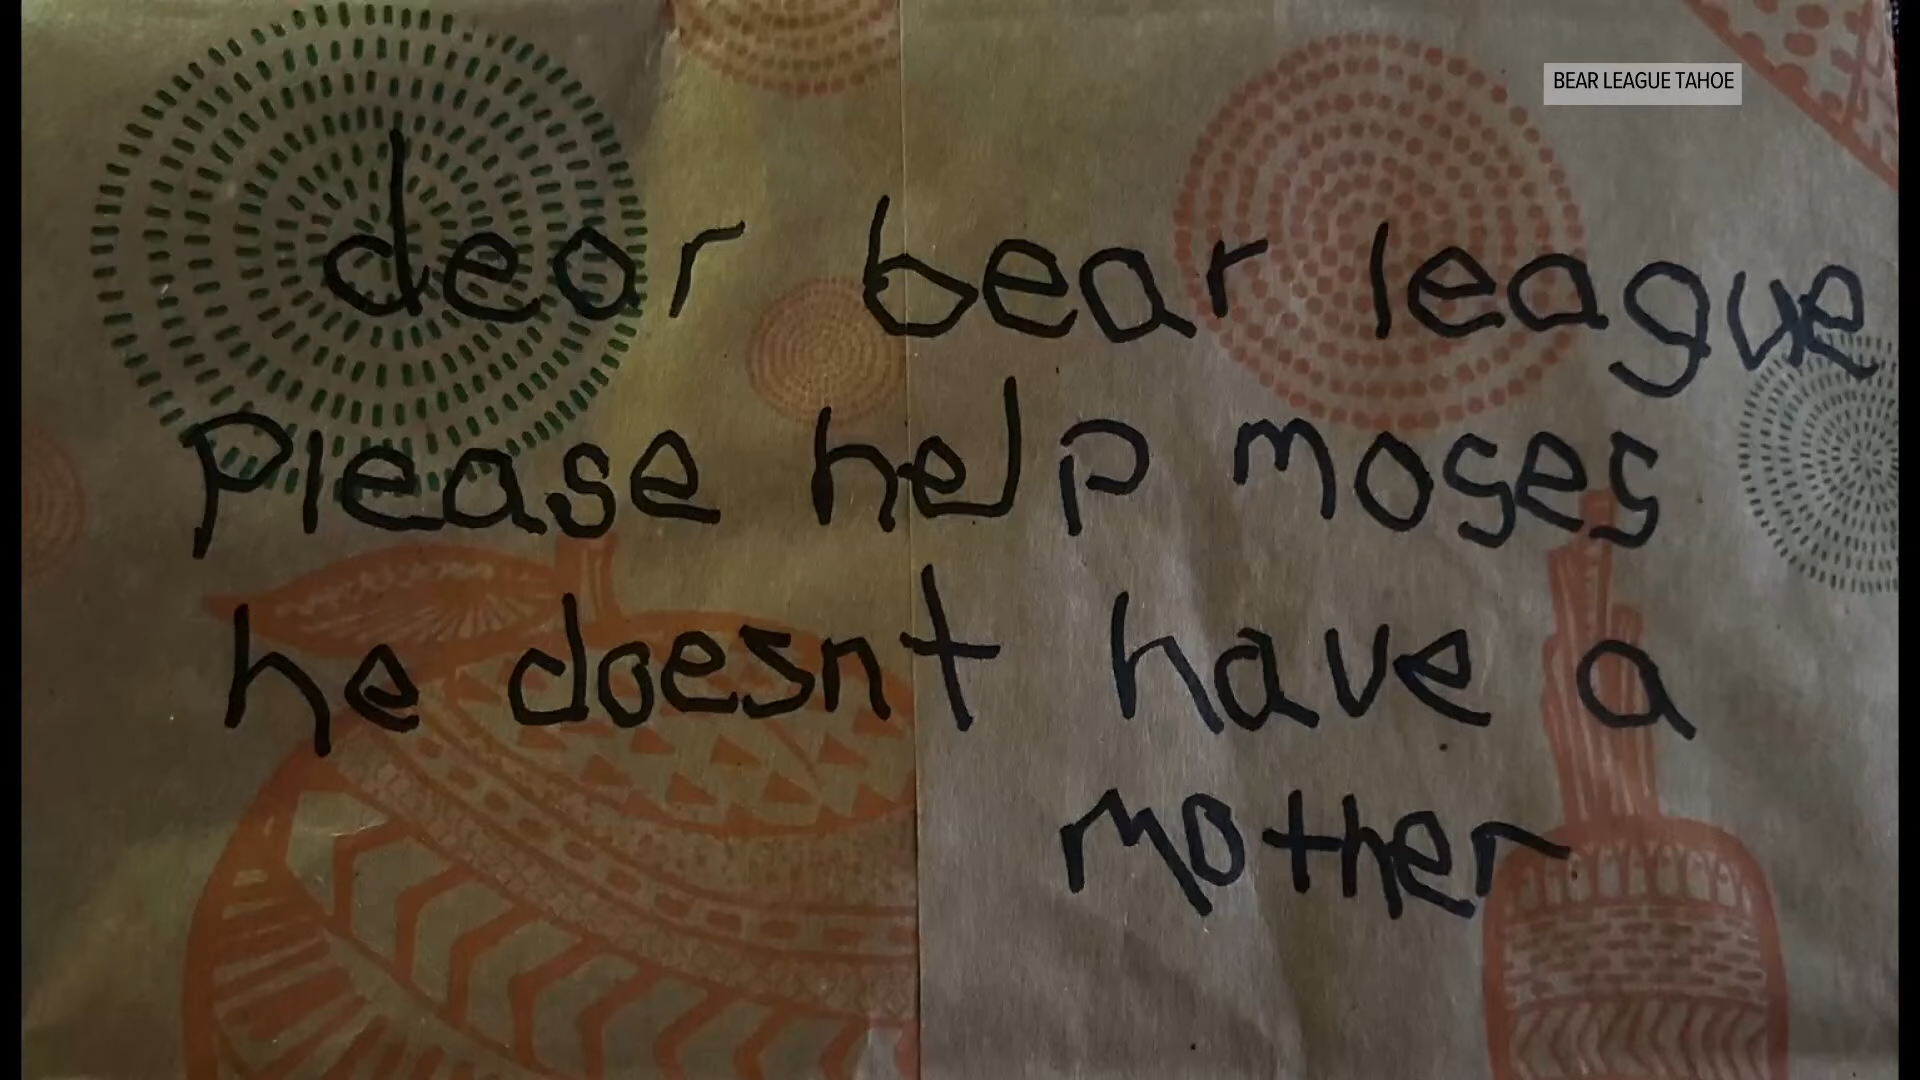 BEAR LEAGUE TAHOE
dear bear league
Please help moses
he doesnt have a
mother